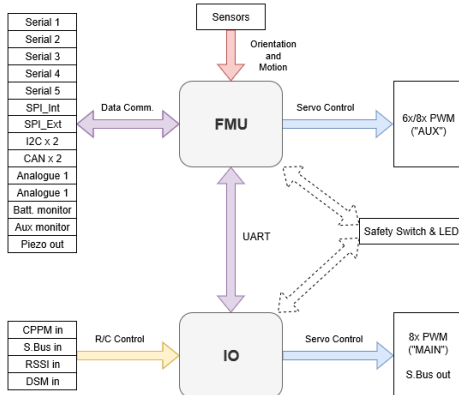 Sensors
Orientation
and
Motion
Serial 1
Serial 2
Serial 3
Serial 4
Serial 5
SPI_Int
SPI_Ext
I2C x 2
CAN x 2
Analogue 1
Analogue 1
Batt. monitor
Aux monitor
Piezo out
Data Comm.
FMU
Servo Control
6x/8x PWM
("AUX")
UART
Safety Switch & LED
CPPM in
S.Bus in
RSSI in
DSM in
R/C Control
IO
Servo Control
8x PWM
("MAIN")
S.Bus out